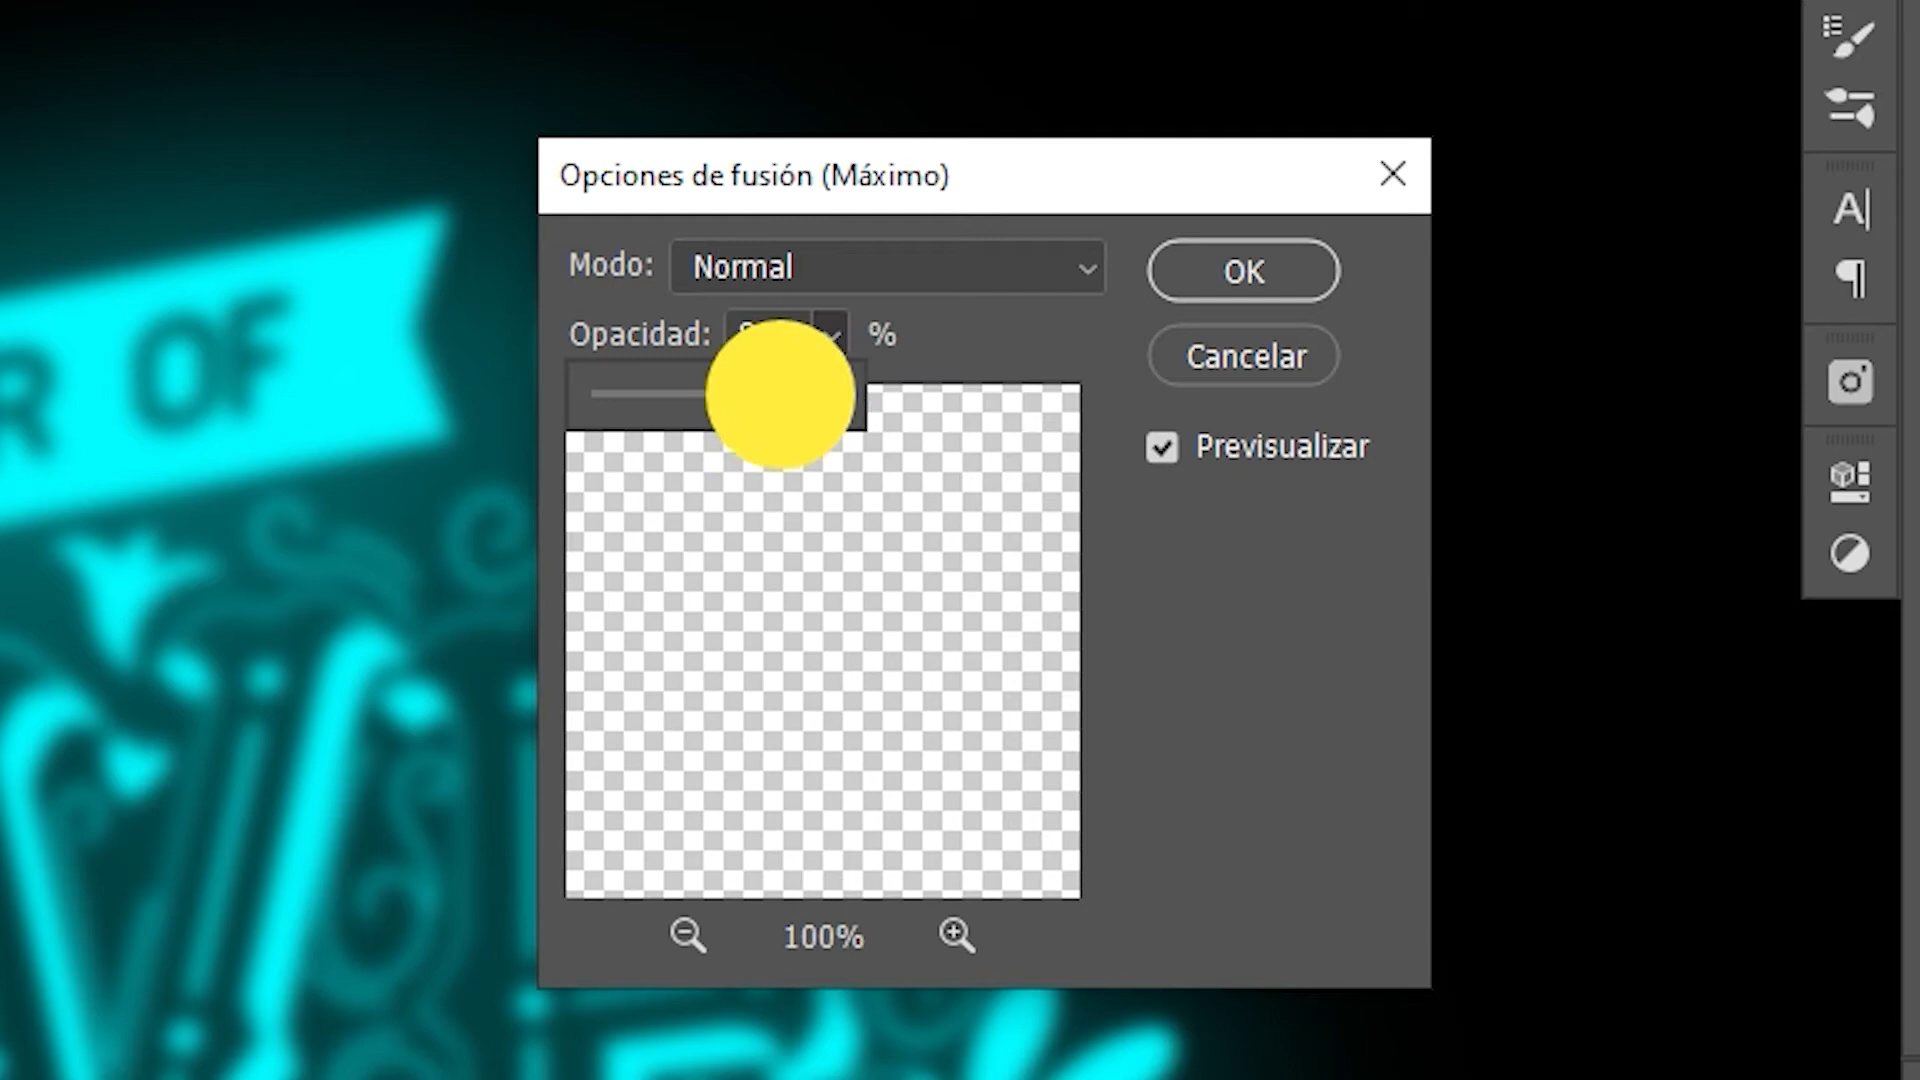 Opciones de fusión (Máximo)
Modo: Normal
OK
Opacidad: %
Cancelar
Previsualizar
100%
R OF
A